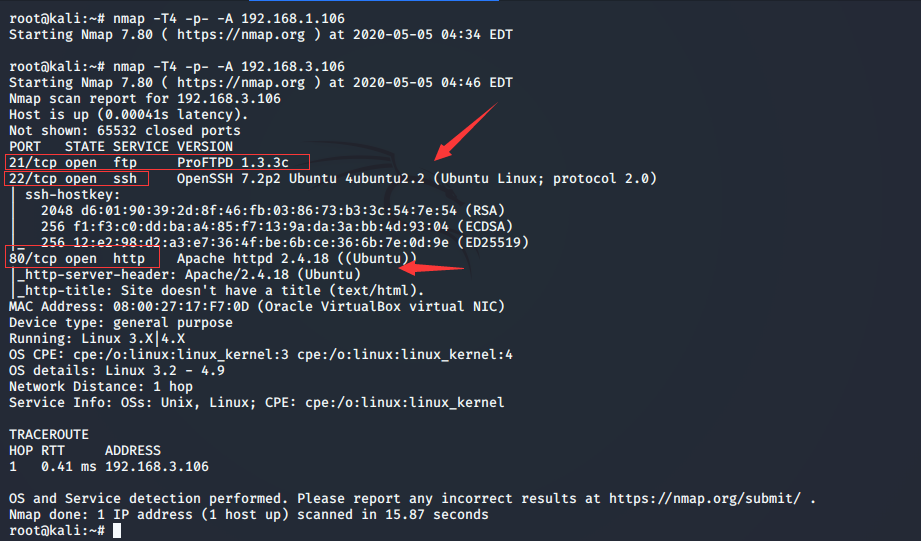 root@kali:~# nmap -T4 -p- -A 192.168.1.106
Starting Nmap 7.80 ( https://nmap.org ) at 2020-05-05 04:34 EDT
root@kali:~# nmap -T4 -p- -A 192.168.3.106
Starting Nmap 7.80 ( https://nmap.org ) at 2020-05-05 04:46 EDT
Nmap scan report for 192.168.3.106
Host is up (0.00041s latency).
Not shown: 65532 closed ports
PORT   STATE SERVICE VERSION
21/tcp open  ftp     ProFTPD 1.3.3c
22/tcp open  ssh     OpenSSH 7.2p2 Ubuntu 4ubuntu2.2 (Ubuntu Linux; protocol 2.0)
| ssh-hostkey:
|   2048 d6:01:90:39:2d:8f:46:fb:03:86:73:b3:3c:54:7e:54 (RSA)
|   256 f1:f3:c0:dd:ba:a4:85:f7:13:9a:da:3a:bb:4d:93:04 (ECDSA)
|_  256 12:e2:98:d2:a3:e7:36:4f:be:6b:ce:36:6b:7e:0d:9e (ED25519)
80/tcp open  http    Apache httpd 2.4.18 ((Ubuntu))
|_http-server-header: Apache/2.4.18 (Ubuntu)
|_http-title: Site doesn't have a title (text/html).
MAC Address: 08:00:27:17:F7:0D (Oracle VirtualBox virtual NIC)
Device type: general purpose
Running: Linux 3.X|4.X
OS CPE: cpe:/o:linux:linux_kernel:3 cpe:/o:linux:linux_kernel:4
OS details: Linux 3.2 - 4.9
Network Distance: 1 hop
Service Info: OSs: Unix, Linux; CPE: cpe:/o:linux:linux_kernel
TRACEROUTE
HOP RTT     ADDRESS
1   0.41 ms 192.168.3.106
OS and Service detection performed. Please report any incorrect results at https://nmap.org/submit/ .
Nmap done: 1 IP address (1 host up) scanned in 15.87 seconds
root@kali:~#